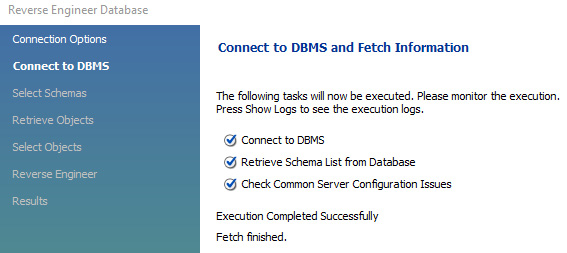 Reverse Engineer Database
Connection Options
Connect to DBMS
Select Schemas
Retrieve Objects
Select Objects
Reverse Engineer
Results
Connect to DBMS and Fetch Information
The following tasks will now be executed. Please monitor the execution.
Press Show Logs to see the execution logs.
Connect to DBMS
Retrieve Schema List from Database
Check Common Server Configuration Issues
Execution Completed Successfully
Fetch finished.